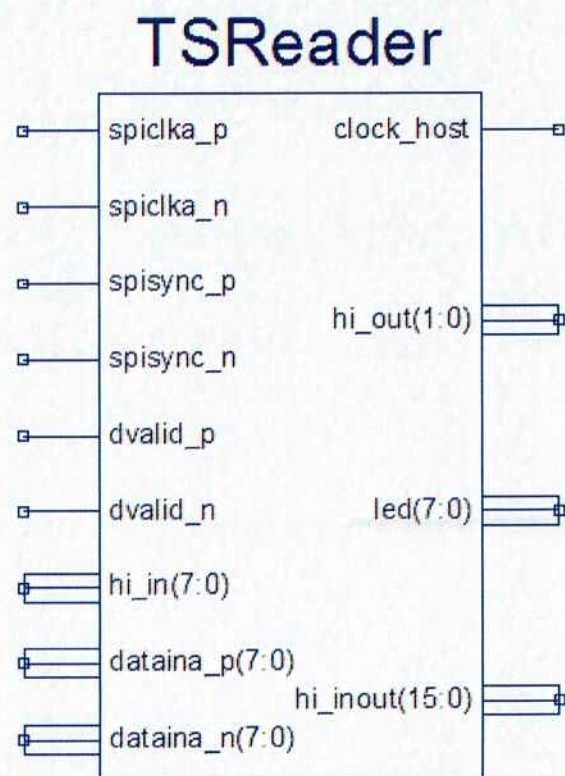 TSReader
spiclka_p
clock_host
spiclka_n
spisync_p
hi_out(1:0)
spisync_n
dvalid_p
dvalid_n
led(7:0)
hi_in(7:0)
dataina_p(7:0)
hi_inout(15:0)
dataina_n(7:0)